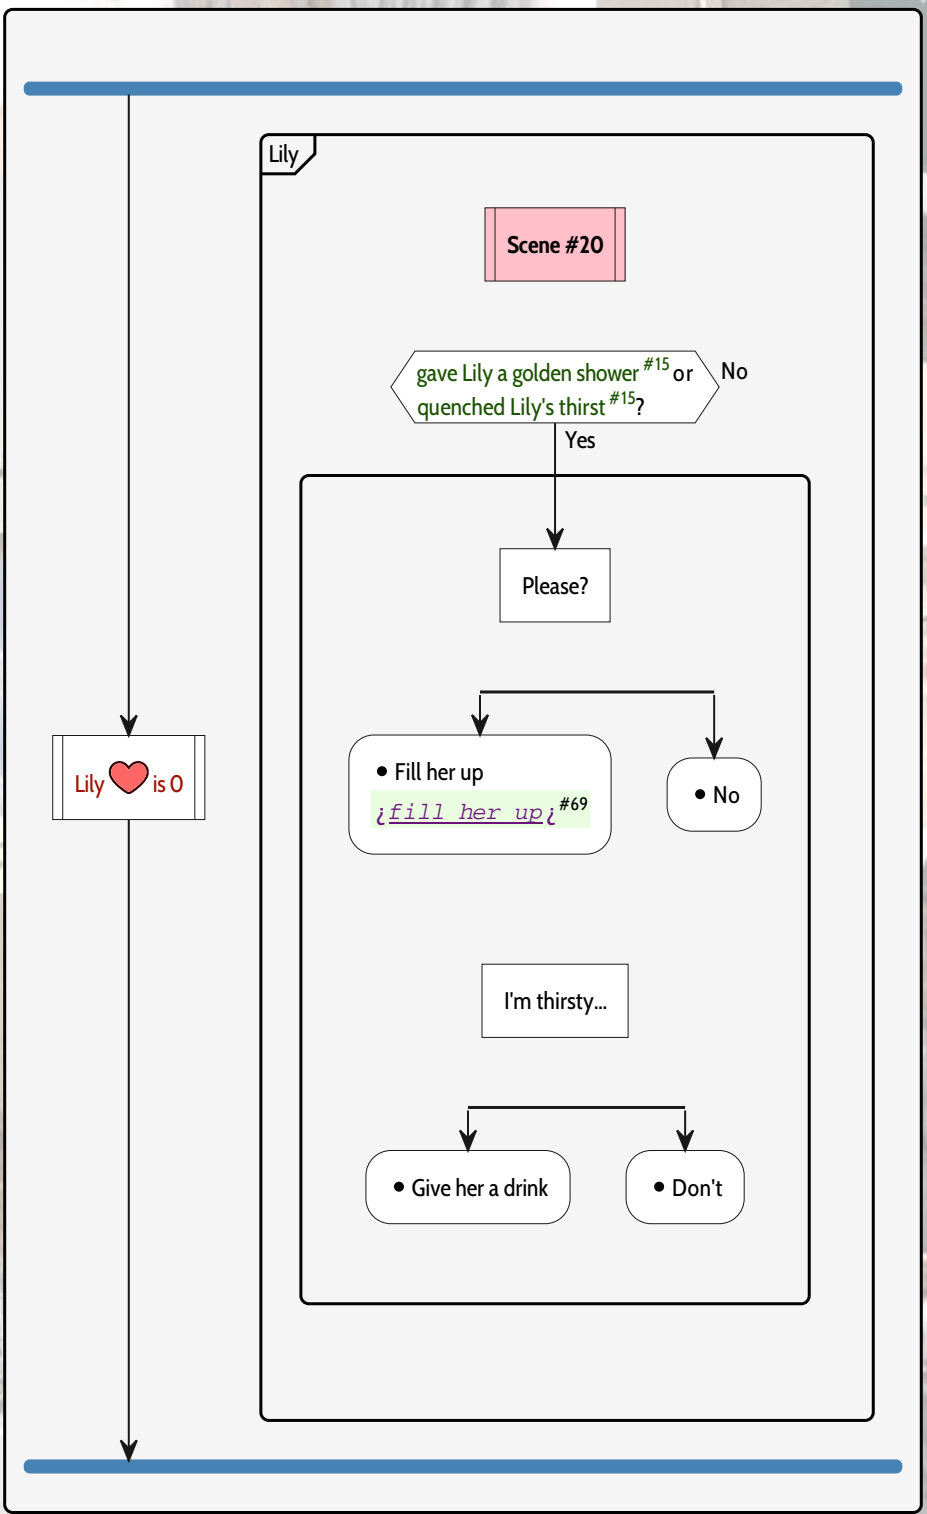 Lily
Scene #20
gave Lily a golden shower #15 or
quenched Lily's thirst #15?
No
Yes
Please?
Lily ❤ is 0
• Fill her up
¿fill her up¿#69
• No
I'm thirsty...
• Give her a drink
• Don't